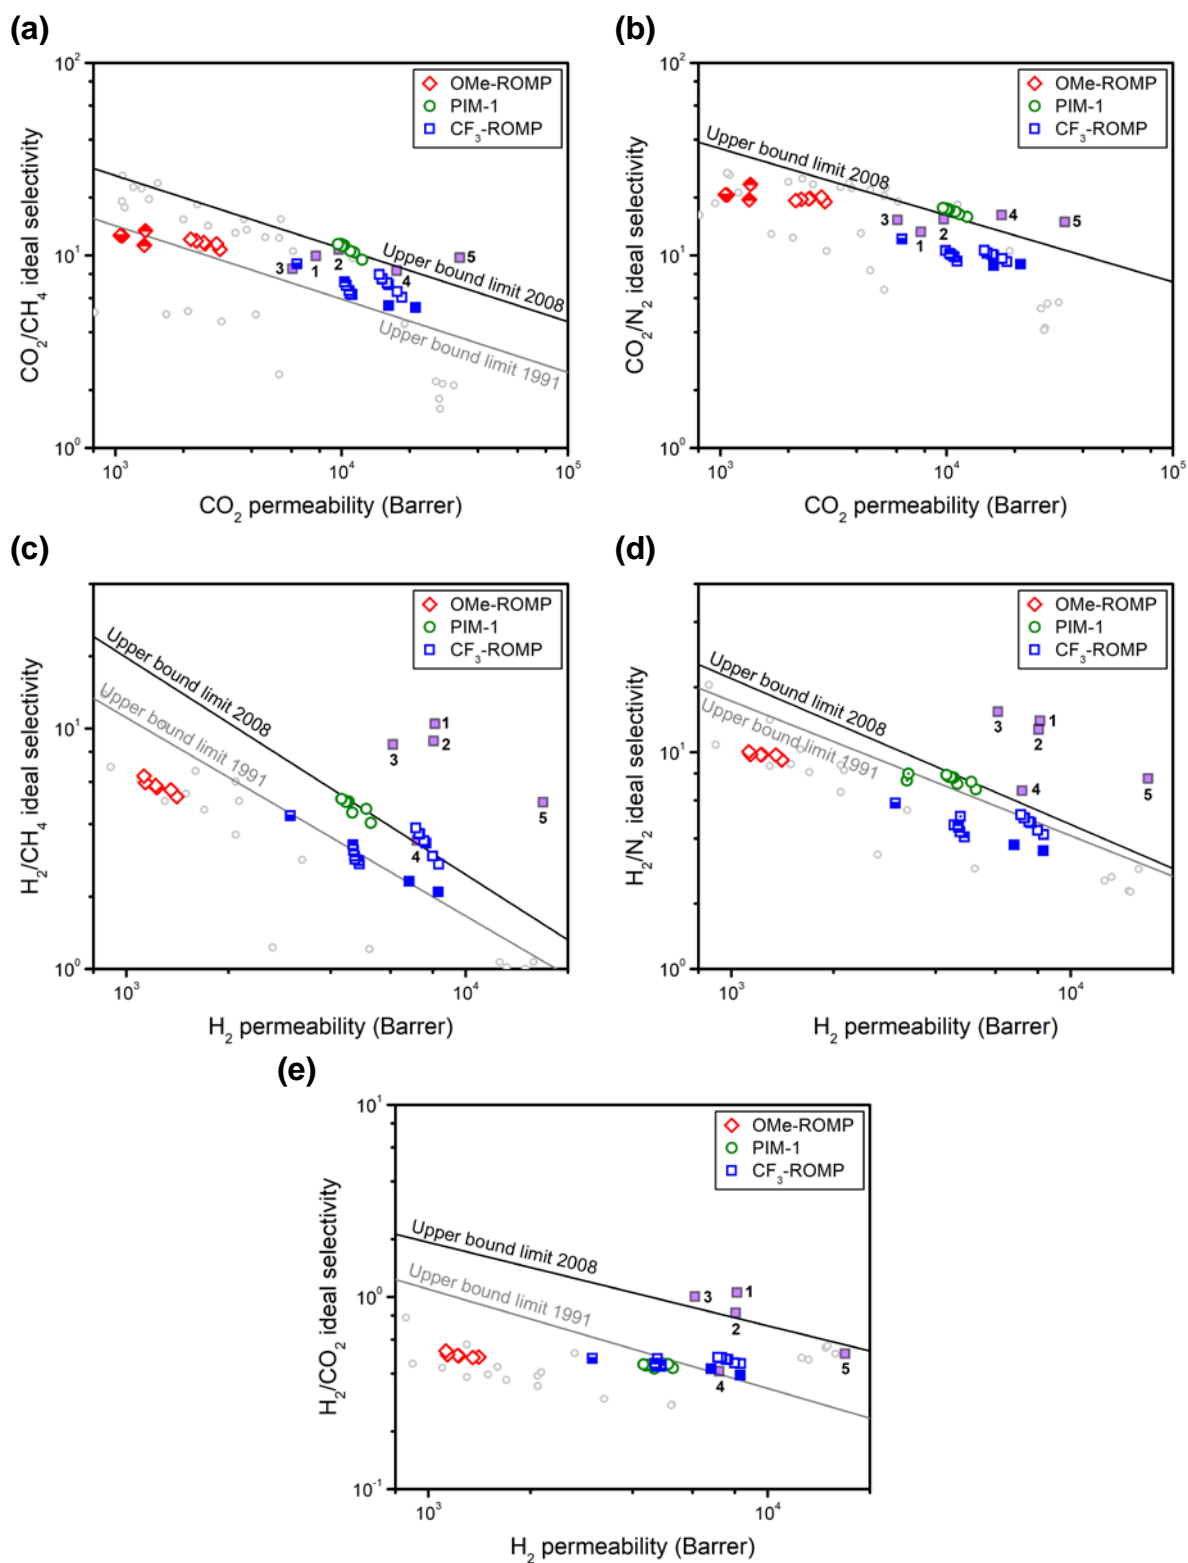 (a)
10²
10¹
10⁰
CO₂/CH₄ ideal selectivity
OMe-ROMP
PIM-1
CF₃-ROMP
Upper bound limit 2008
Upper bound limit 1991
3
1
2
4
5
10³
10⁴
10⁵
CO₂ permeability (Barrer)
(b)
10²
10¹
10⁰
CO₂/N₂ ideal selectivity
OMe-ROMP
PIM-1
CF₃-ROMP
Upper bound limit 2008
3
1
2
4
5
10³
10⁴
10⁵
CO₂ permeability (Barrer)
(c)
10¹
10⁰
H₂/CH₄ ideal selectivity
OMe-ROMP
PIM-1
CF₃-ROMP
Upper bound limit 2008
Upper bound limit 1991
1
2
3
4
5
10³
10⁴
H₂ permeability (Barrer)
(d)
10¹
10⁰
H₂/N₂ ideal selectivity
OMe-ROMP
PIM-1
CF₃-ROMP
Upper bound limit 2008
Upper bound limit 1991
3
1
2
4
5
10³
10⁴
H₂ permeability (Barrer)
(e)
10¹
10⁰
10⁻¹
H₂/CO₂ ideal selectivity
OMe-ROMP
PIM-1
CF₃-ROMP
Upper bound limit 2008
Upper bound limit 1991
3
1
2
4
5
10³
10⁴
H₂ permeability (Barrer)